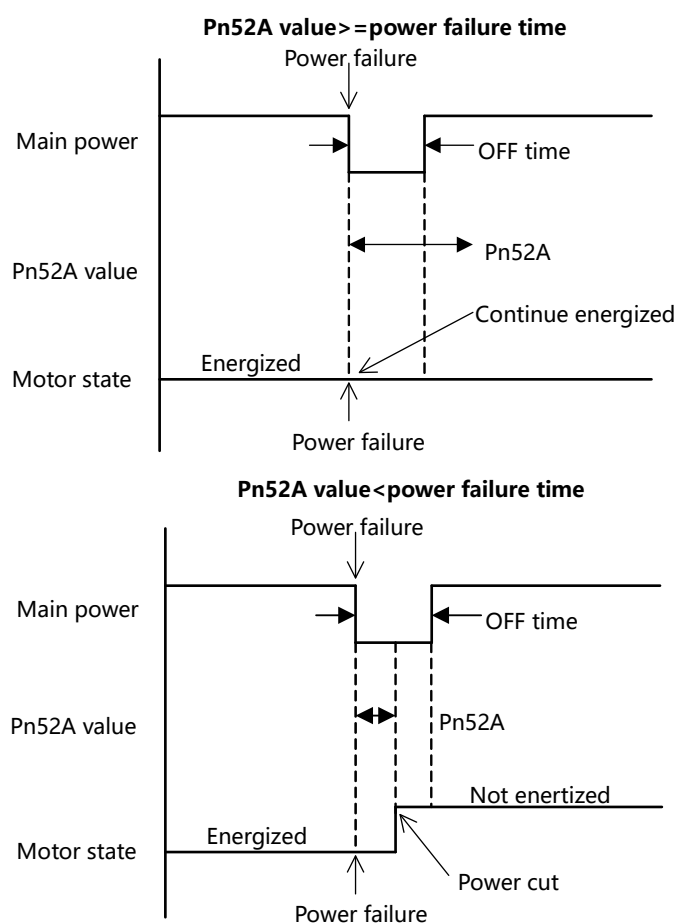 Pn52A value>=power failure time
Power failure
Main power
OFF time
Pn52A value
Pn52A
Continue energized
Energized
Motor state
Power failure
Pn52A value<power failure time
Power failure
Main power
OFF time
Pn52A value
Pn52A
Not enertized
Energized
Motor state
Power cut
Power failure